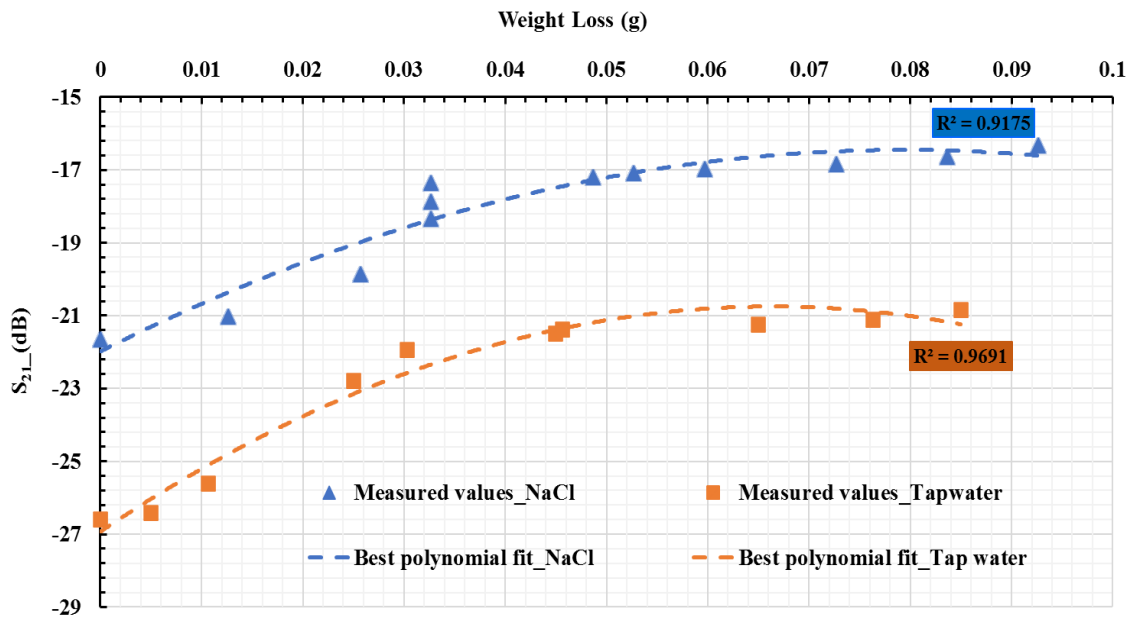 Weight Loss (g)
0 0.01 0.02 0.03 0.04 0.05 0.06 0.07 0.08 0.09 0.1
-15
-17
-19
-21
-23
-25
-27
-29
S₂₁_(dB)
R² = 0.9175
R² = 0.9691
Measured values_NaCl
Measured values_Tapwater
Best polynomial fit_NaCl
Best polynomial fit_Tap water